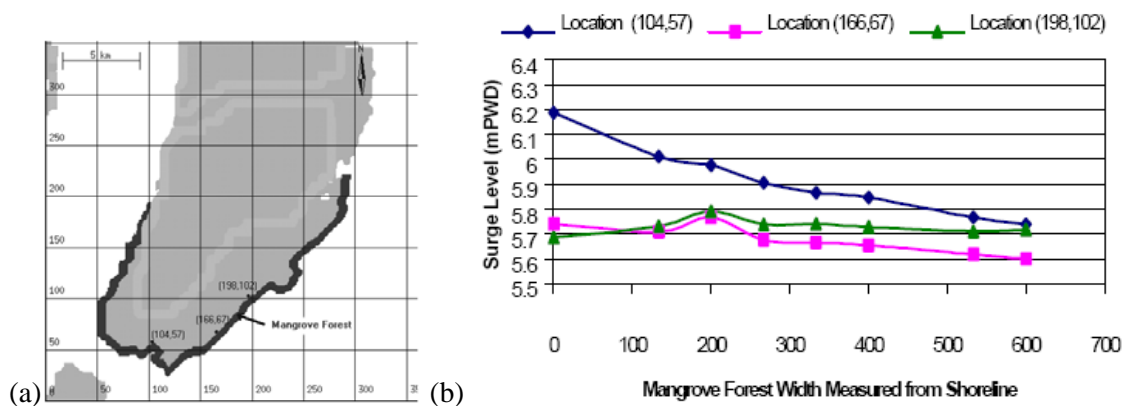 5 km
N
300
250
200
150
100
50
(198,102)
(166,67)
(104,57)
Mangrove Forest
0
50 100 150 200 250 300
(a)
Location (104,57) Location (166,67) Location (198,102)
Surge Level (mPWD)
6.4
6.3
6.2
6.1
6
5.9
5.8
5.7
5.6
5.5
0 100 200 300 400 500 600 700
Mangrove Forest Width Measured from Shoreline
(b)